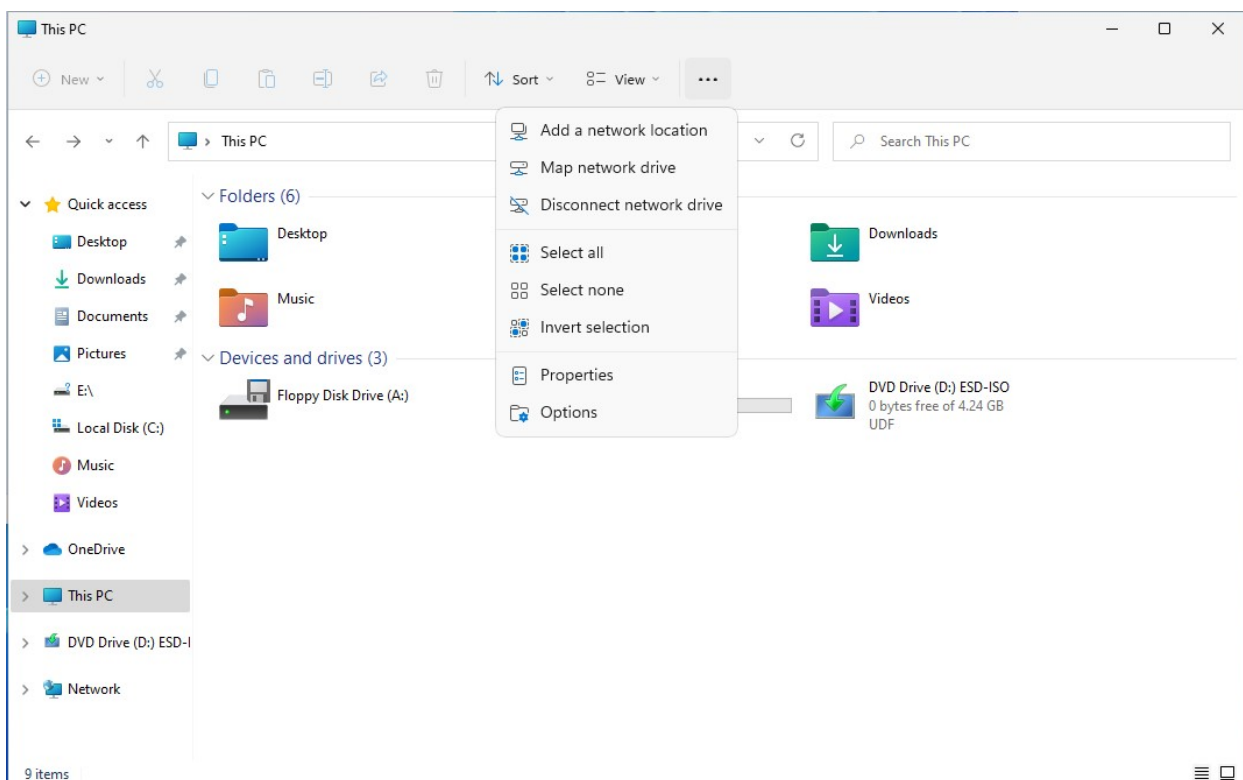 This PC
New
Sort
View
This PC
Search This PC
Add a network location
Map network drive
Disconnect network drive
Select all
Select none
Invert selection
Properties
Options
Quick access
Desktop
Downloads
Documents
Pictures
E:\
Local Disk (C:)
Music
Videos
OneDrive
This PC
DVD Drive (D:) ESD-I
Network
Folders (6)
Desktop
Downloads
Music
Videos
Devices and drives (3)
Floppy Disk Drive (A:)
DVD Drive (D:) ESD-ISO
0 bytes free of 4.24 GB
UDF
9 items